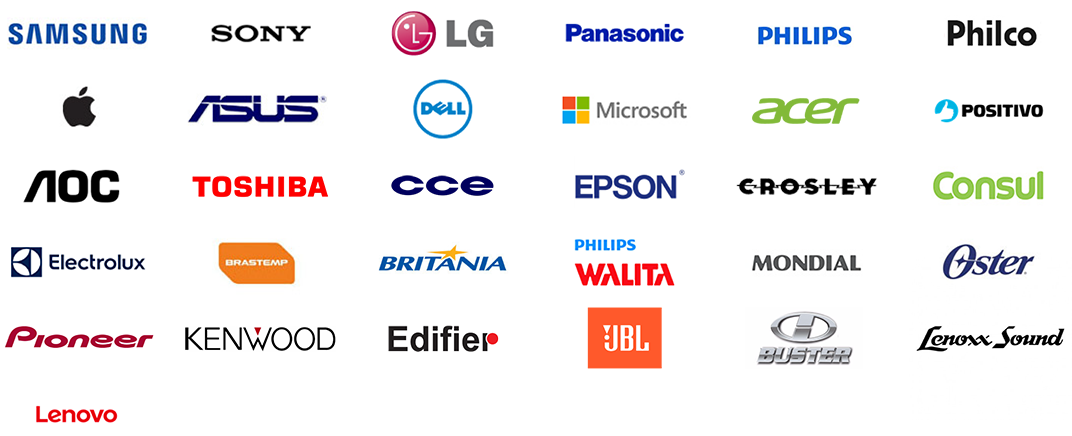 SAMSUNG
SONY
LG
Panasonic
PHILIPS
Philco
ASUS®
DELL
Microsoft
acer
POSITIVO
AOC
TOSHIBA
cce
EPSON®
CROSLEY
Consul
Electrolux
BRASTEMP
BRITÂNIA
PHILIPS
WALITA
MONDIAL
Oster
Pioneer
KENWOOD
Edifier
JBL
BUSTER
Lenoxx Sound
Lenovo